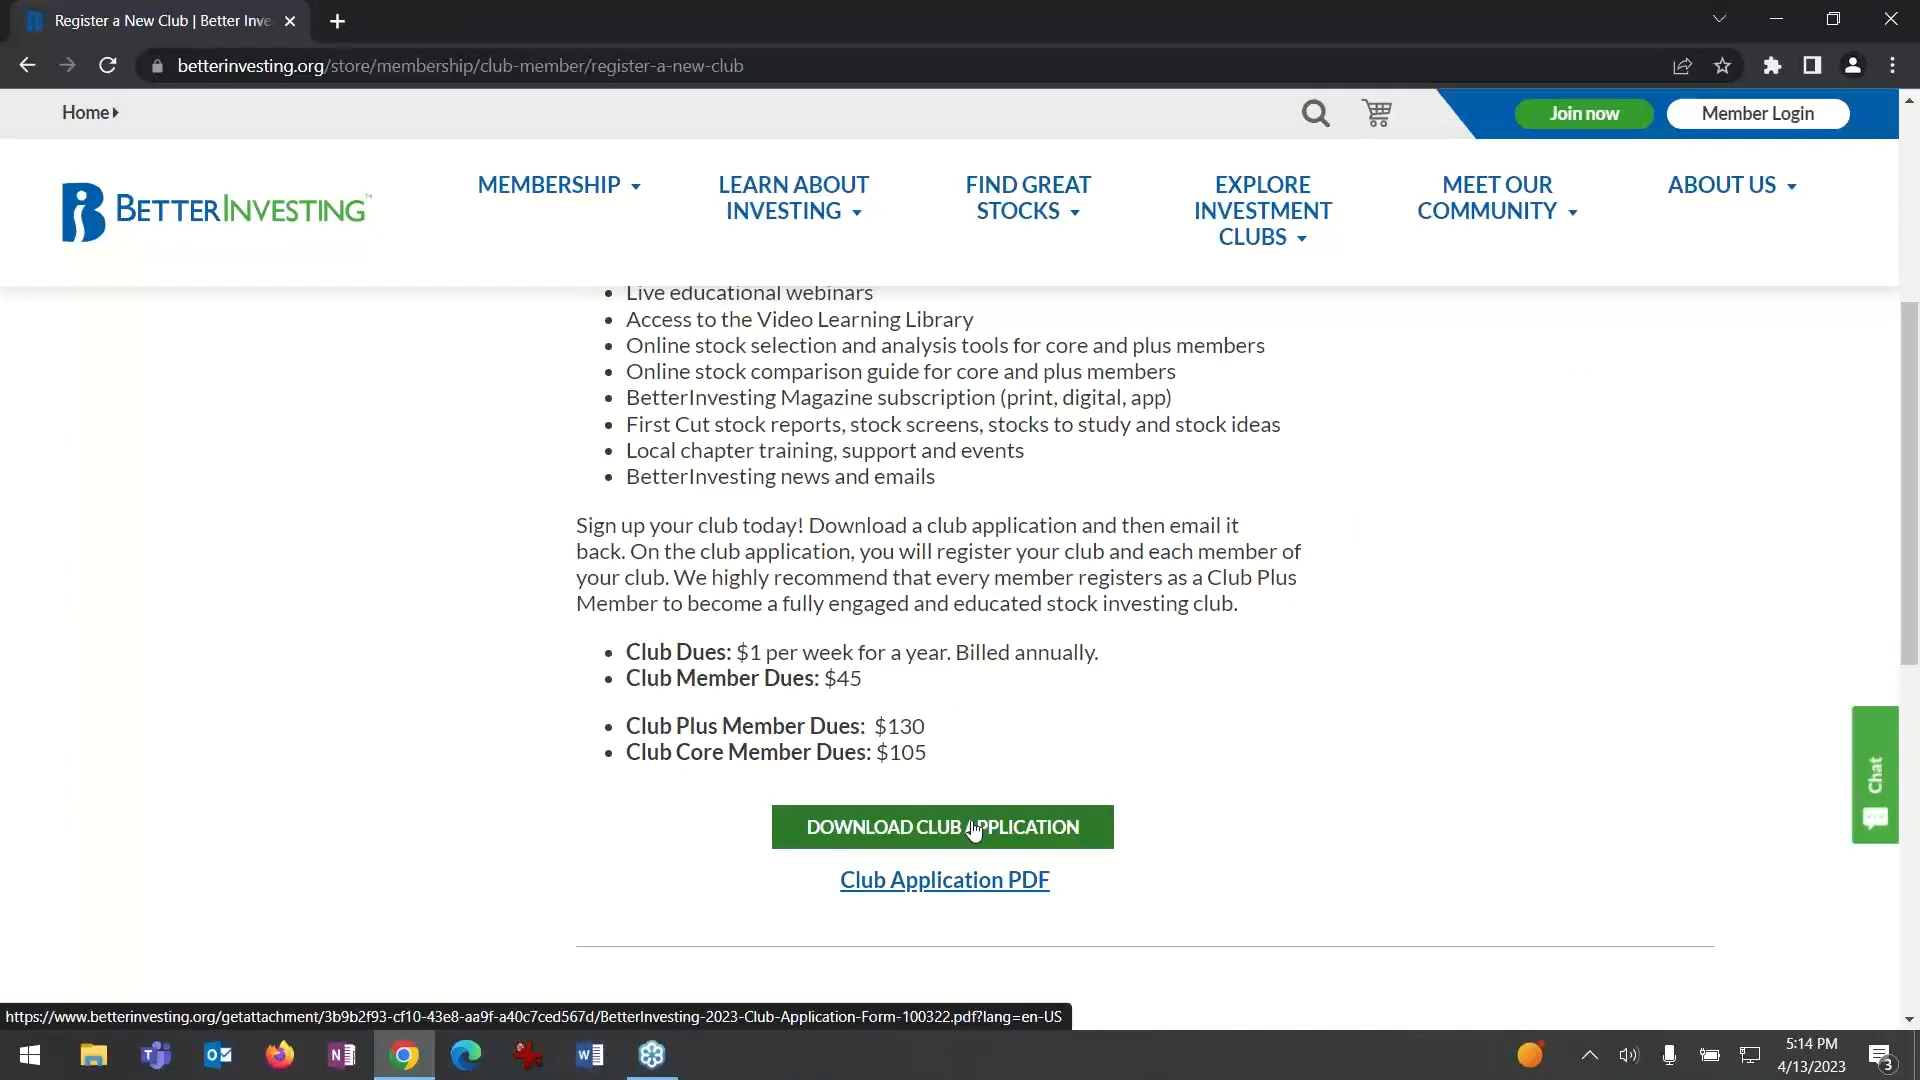 Register a New Club | Better Inve
betterinvesting.org/store/membership/club-member/register-a-new-club
Home
Join now
Member Login
BETTERINVESTING™
MEMBERSHIP
LEARN ABOUT
INVESTING
FIND GREAT
STOCKS
EXPLORE
INVESTMENT
CLUBS
MEET OUR
COMMUNITY
ABOUT US
• Live educational webinars
• Access to the Video Learning Library
• Online stock selection and analysis tools for core and plus members
• Online stock comparison guide for core and plus members
• BetterInvesting Magazine subscription (print, digital, app)
• First Cut stock reports, stock screens, stocks to study and stock ideas
• Local chapter training, support and events
• BetterInvesting news and emails
Sign up your club today! Download a club application and then email it
back. On the club application, you will register your club and each member of
your club. We highly recommend that every member registers as a Club Plus
Member to become a fully engaged and educated stock investing club.
• Club Dues: $1 per week for a year. Billed annually.
• Club Member Dues: $45
• Club Plus Member Dues: $130
• Club Core Member Dues: $105
DOWNLOAD CLUB APPLICATION
Club Application PDF
Chat
https://www.betterinvesting.org/getattachment/3b9b2f93-cf10-43e8-aa9f-a40c7ced567d/BetterInvesting-2023-Club-Application-Form-100322.pdf?lang=en-US
5:14 PM
4/13/2023
3